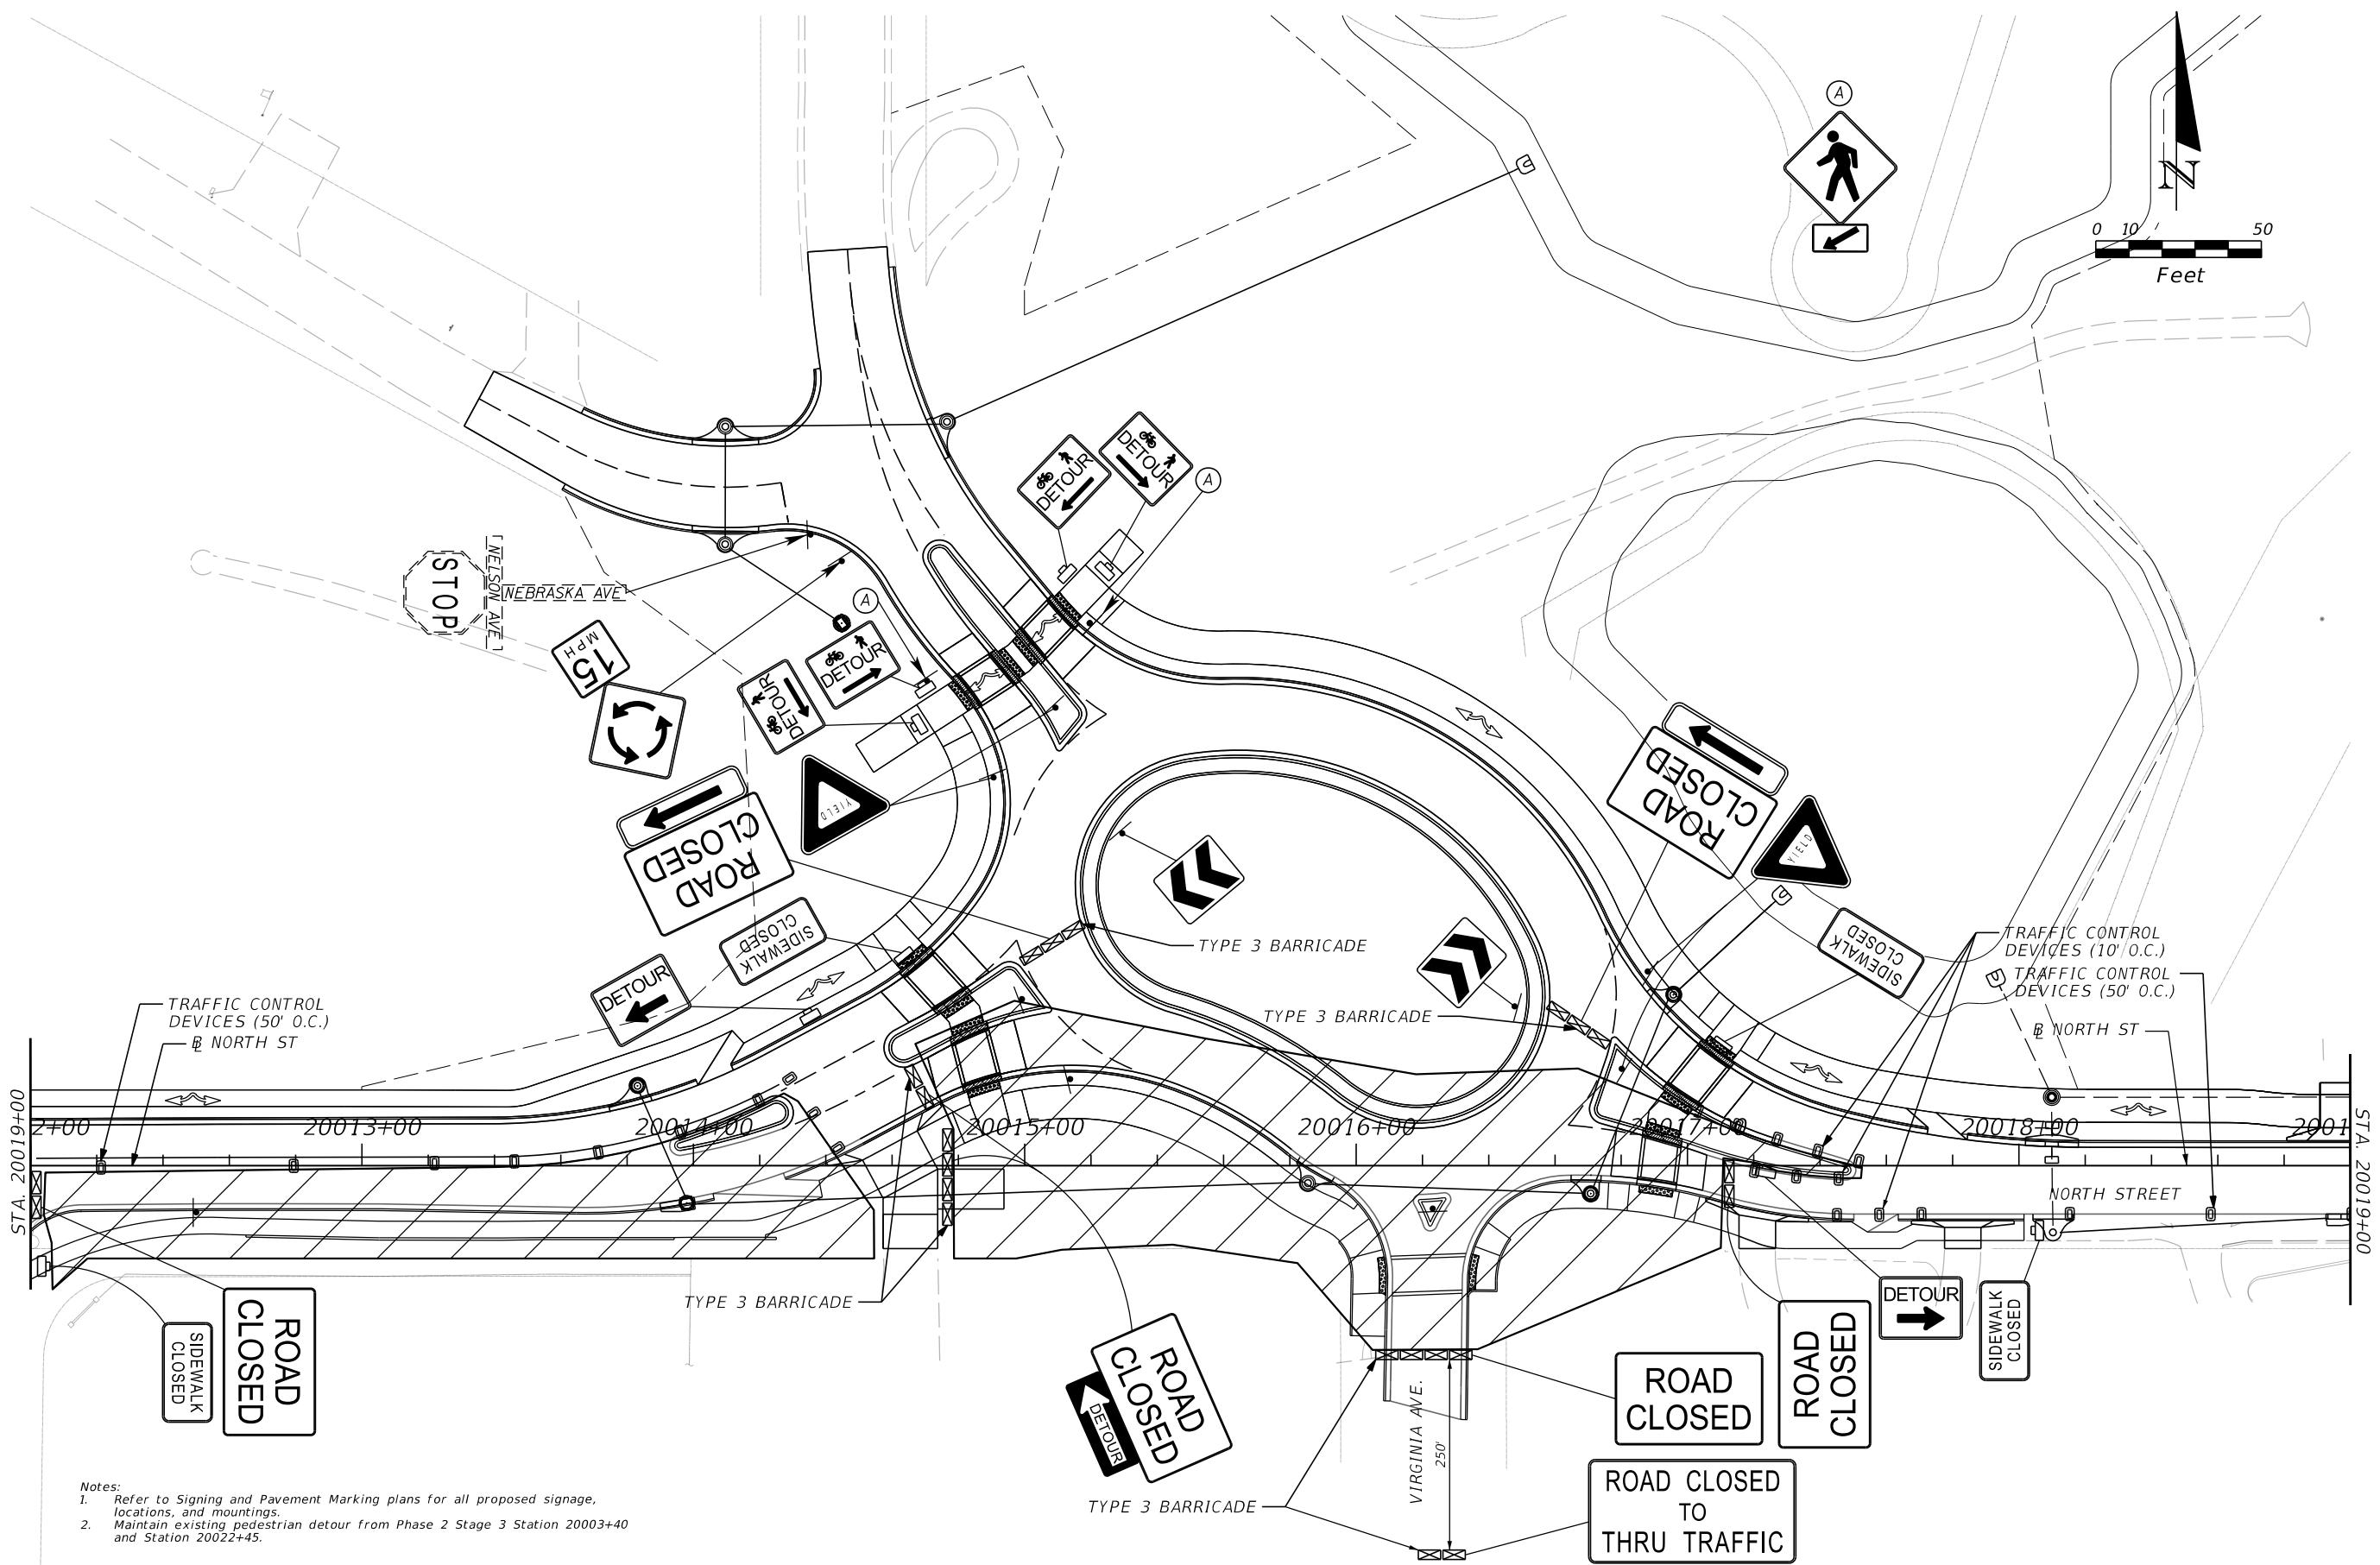 A
N
0 10 50
Feet
DETOUR
DETOUR
A
STOP
NELSON AVE
NEBRASKA AVE
A
15
MPH
DETOUR
DETOUR
YIELD
ROAD
CLOSED
ROAD
CLOSED
YIELD
SIDEWALK
CLOSED
SIDEWALK
CLOSED
DETOUR
TYPE 3 BARRICADE
TYPE 3 BARRICADE
TRAFFIC CONTROL
DEVICES (10' O.C.)
TRAFFIC CONTROL
DEVICES (50' O.C.)
TRAFFIC CONTROL
DEVICES (50' O.C.)
BL NORTH ST
BL NORTH ST
STA. 20019+00
2+00
20013+00
20014+00
20015+00
20016+00
20017+00
20018+00
2001
STA. 20019+00
NORTH STREET
TYPE 3 BARRICADE
SIDEWALK
CLOSED
ROAD
CLOSED
ROAD
CLOSED
DETOUR
DETOUR
SIDEWALK
CLOSED
ROAD
CLOSED
ROAD
CLOSED
VIRGINIA AVE.
250'
TYPE 3 BARRICADE
ROAD CLOSED
TO
THRU TRAFFIC
Notes:
1. Refer to Signing and Pavement Marking plans for all proposed signage,
locations, and mountings.
2. Maintain existing pedestrian detour from Phase 2 Stage 3 Station 20003+40
and Station 20022+45.